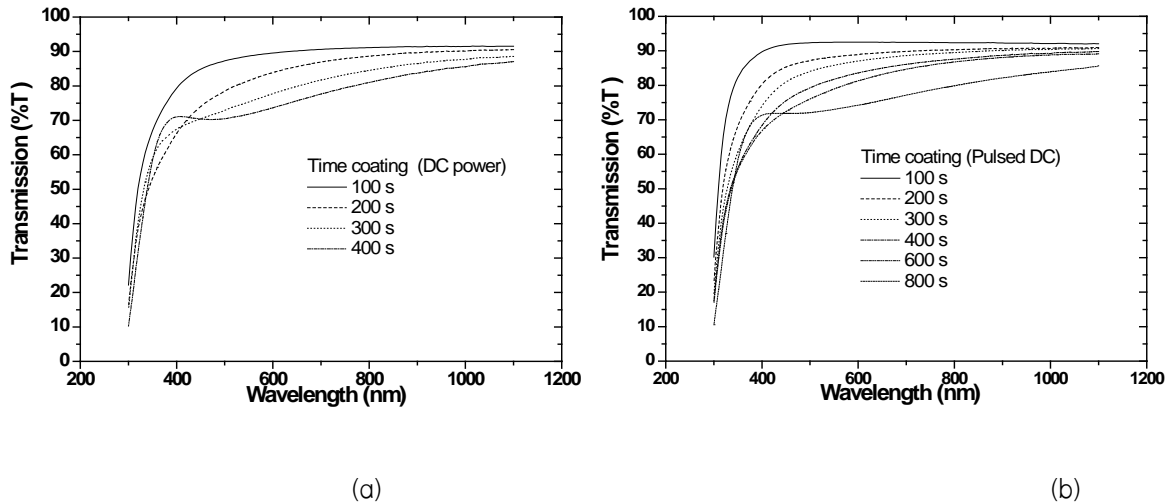 100
90
80
70
60
50
40
30
20
10
0
Transmission (%T)
Time coating (DC power)
100 s
200 s
300 s
400 s
200 400 600 800 1000 1200
Wavelength (nm)
(a)
100
90
80
70
60
50
40
30
20
10
0
Transmission (%T)
Time coating (Pulsed DC)
100 s
200 s
300 s
400 s
600 s
800 s
200 400 600 800 1000 1200
Wavelength (nm)
(b)